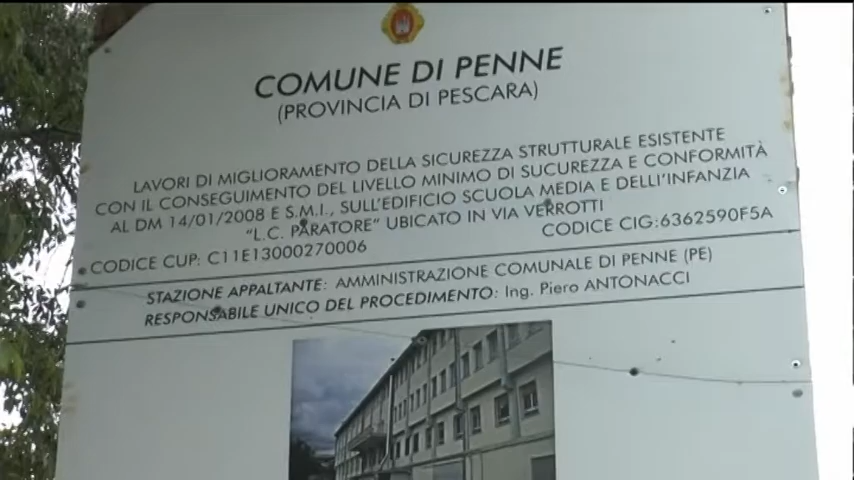 COMUNE DI PENNE
(PROVINCIA DI PESCARA)
LAVORI DI MIGLIORAMENTO DELLA SICUREZZA STRUTTURALE ESISTENTE
CON IL CONSEGUIMENTO DEL LIVELLO MINIMO DI SUCUREZZA E CONFORMITÀ
AL DM 14/01/2008 E S.M.I., SULL'EDIFICIO SCUOLA MEDIA E DELLI'INFANZIA
"L.C. PARATORE" UBICATO IN VIA VERROTTI
CODICE CUP: C11E13000270006 CODICE CIG:6362590F5A
STAZIONE APPALTANTE: AMMINISTRAZIONE COMUNALE DI PENNE (PE)
RESPONSABILE UNICO DEL PROCEDIMENTO: Ing. Piero ANTONACCI